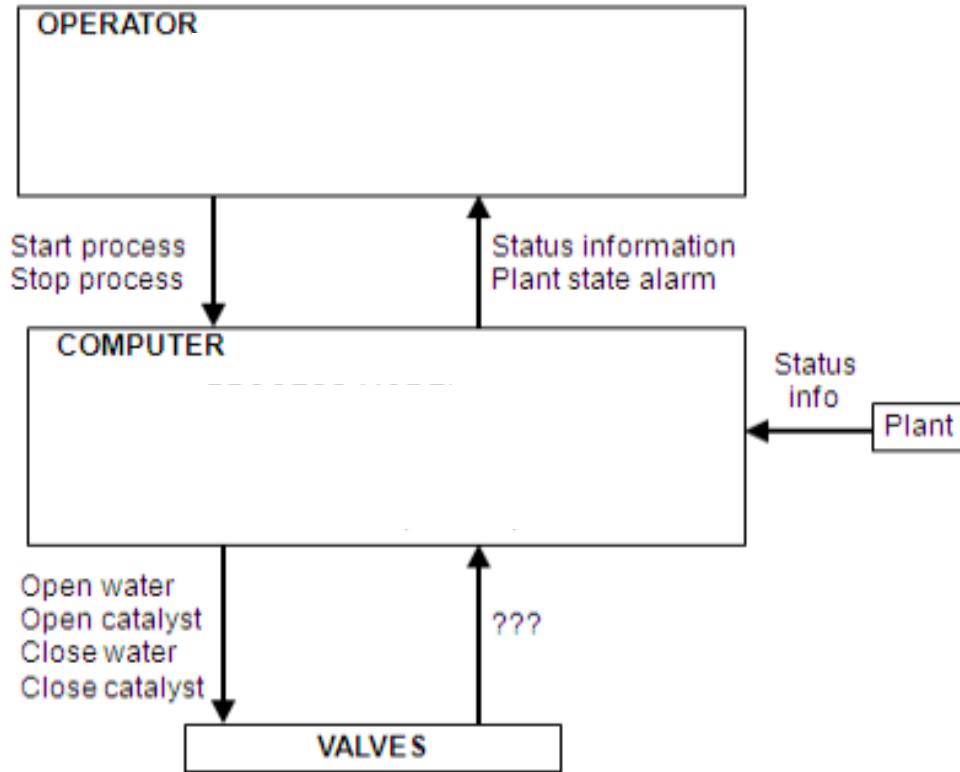 OPERATOR
Start process
Stop process
Status information
Plant state alarm
COMPUTER
Status
info
Plant
Open water
Open catalyst
Close water
Close catalyst
???
VALVES